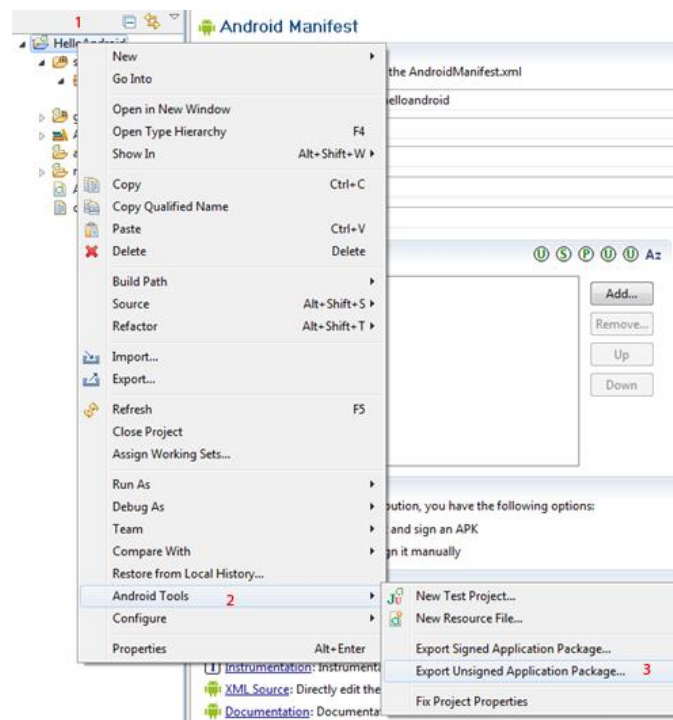 1
Android Manifest
HelloAndroid
the AndroidManifest.xml
elloandroid
New
Go Into
Open in New Window
Open Type Hierarchy F4
Show In Alt+Shift+W
Copy Ctrl+C
Copy Qualified Name
Paste Ctrl+V
Delete Delete
Build Path
Source Alt+Shift+S
Refactor Alt+Shift+T
Import...
Export...
Refresh F5
Close Project
Assign Working Sets...
Run As
Debug As
Team
Compare With
Restore from Local History...
Android Tools 2
Configure
Properties Alt+Enter
U S P U U Az
Add...
Remove...
Up
Down
bution, you have the following options:
and sign an APK
gn it manually
New Test Project...
New Resource File...
Export Signed Application Package...
Export Unsigned Application Package... 3
Fix Project Properties
I Instrumentation: Instrumenta
XML Source: Directly edit the
Documentation: Documenta